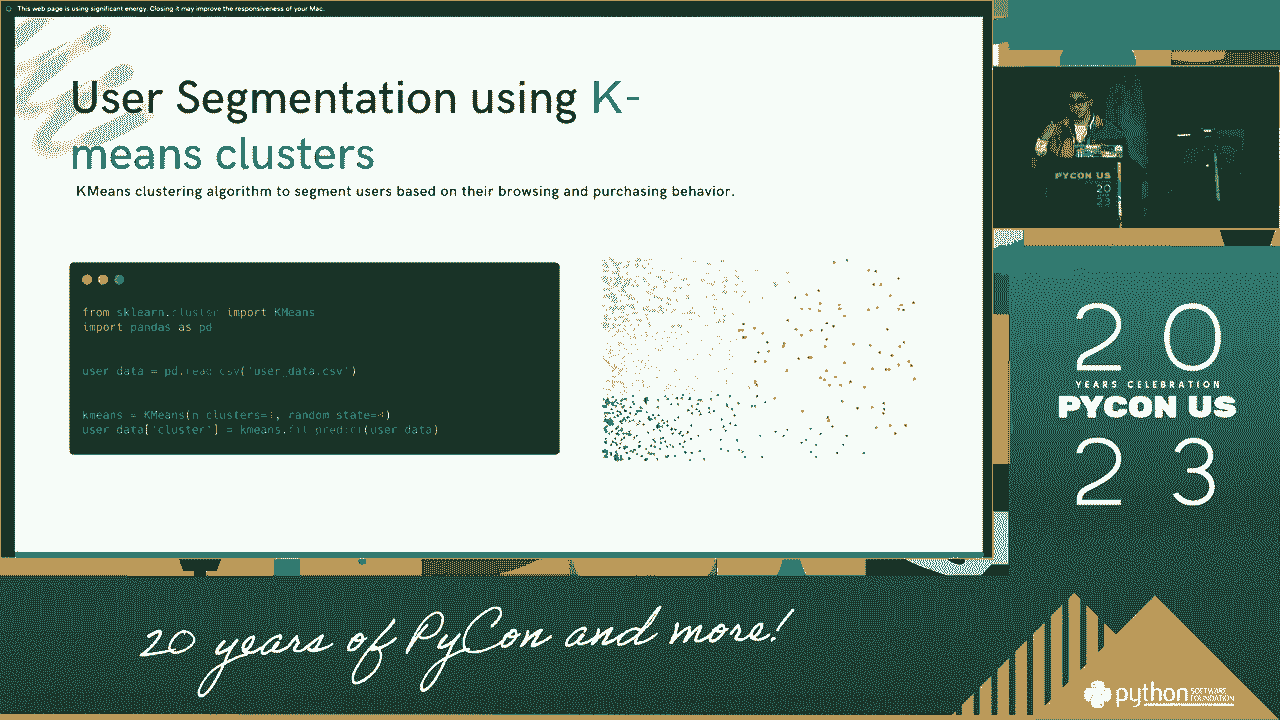 This web page is using significant energy. Closing it may improve the responsiveness of your Mac.
User Segmentation using K-
means clusters
KMeans clustering algorithm to segment users based on their browsing and purchasing behavior.
from sklearn.cluster import KMeans
import pandas as pd
user_data = pd.read_csv('user_data.csv')
kmeans = KMeans(n_clusters=3, random_state=
user_data['cluster'] = kmeans.fit_predict(user_data)
PYCON US
20
23
20
YEARS CELEBRATION
PYCON US
23
20 years of PyCon and more!
python SOFTWARE
FOUNDATION